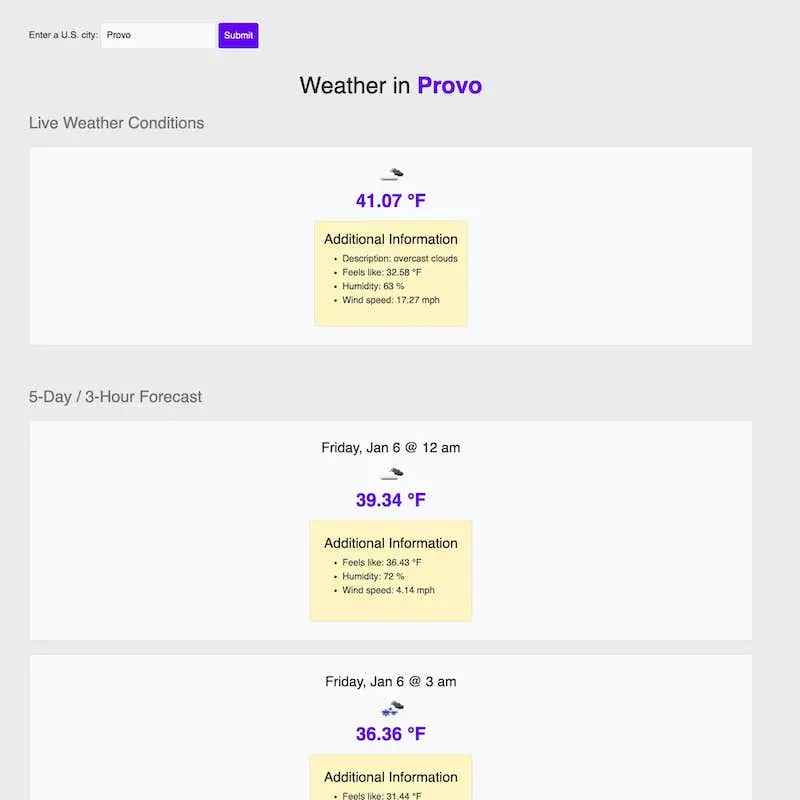 Enter a U.S. city: Provo Submit
Weather in Provo
Live Weather Conditions
41.07 °F
Additional Information
• Description: overcast clouds
• Feels like: 32.58 °F
• Humidity: 63 %
• Wind speed: 17.27 mph
5-Day / 3-Hour Forecast
Friday, Jan 6 @ 12 am
39.34 °F
Additional Information
• Feels like: 36.43 °F
• Humidity: 72 %
• Wind speed: 4.14 mph
Friday, Jan 6 @ 3 am
36.36 °F
Additional Information
• Feels like: 31.44 °F